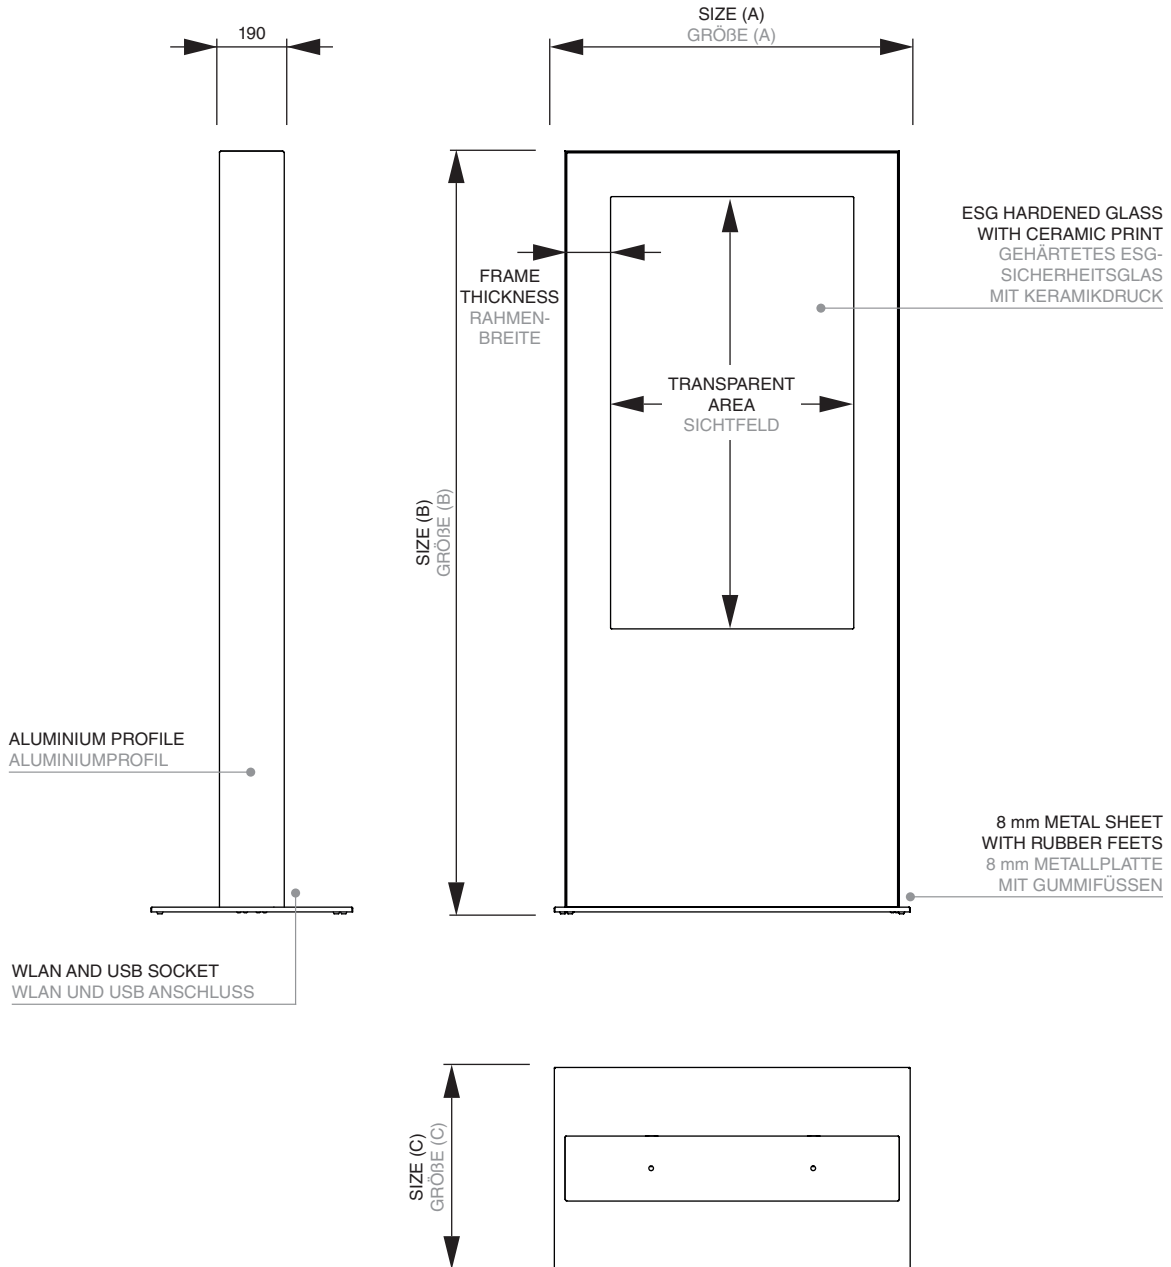 190
SIZE (A)
GRÖßE (A)
ESG HARDENED GLASS
WITH CERAMIC PRINT
GEHÄRTETES ESG-
SICHERHEITSGLAS
MIT KERAMIKDRUCK
FRAME
THICKNESS
RAHMEN-
BREITE
TRANSPARENT
AREA
SICHTFELD
SIZE (B)
GRÖßE (B)
ALUMINIUM PROFILE
ALUMINIUMPROFIL
8 mm METAL SHEET
WITH RUBBER FEETS
8 mm METALLPLATTE
MIT GUMMIFÜSSEN
WLAN AND USB SOCKET
WLAN UND USB ANSCHLUSS
SIZE (C)
GRÖßE (C)